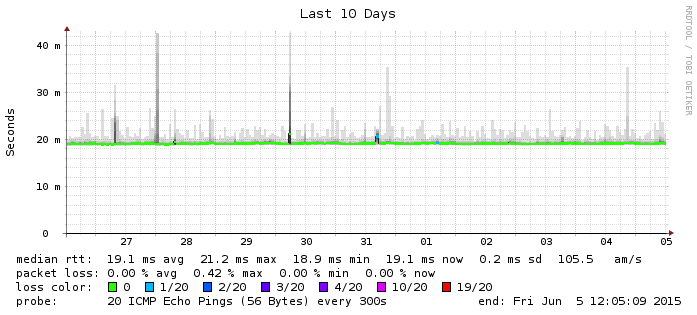 Last 10 Days
RRDTOOL / TOBI OETIKER
Seconds
40 m
30 m
20 m
10 m
0
27 28 29 30 31 01 02 03 04 05
median rtt: 19.1 ms avg 21.2 ms max 18.9 ms min 19.1 ms now 0.2 ms sd 105.5 am/s
packet loss: 0.00 % avg 0.42 % max 0.00 % min 0.00 % now
loss color: 0 1/20 2/20 3/20 4/20 10/20 19/20
probe: 20 ICMP Echo Pings (56 Bytes) every 300s end: Fri Jun 5 12:05:09 2015